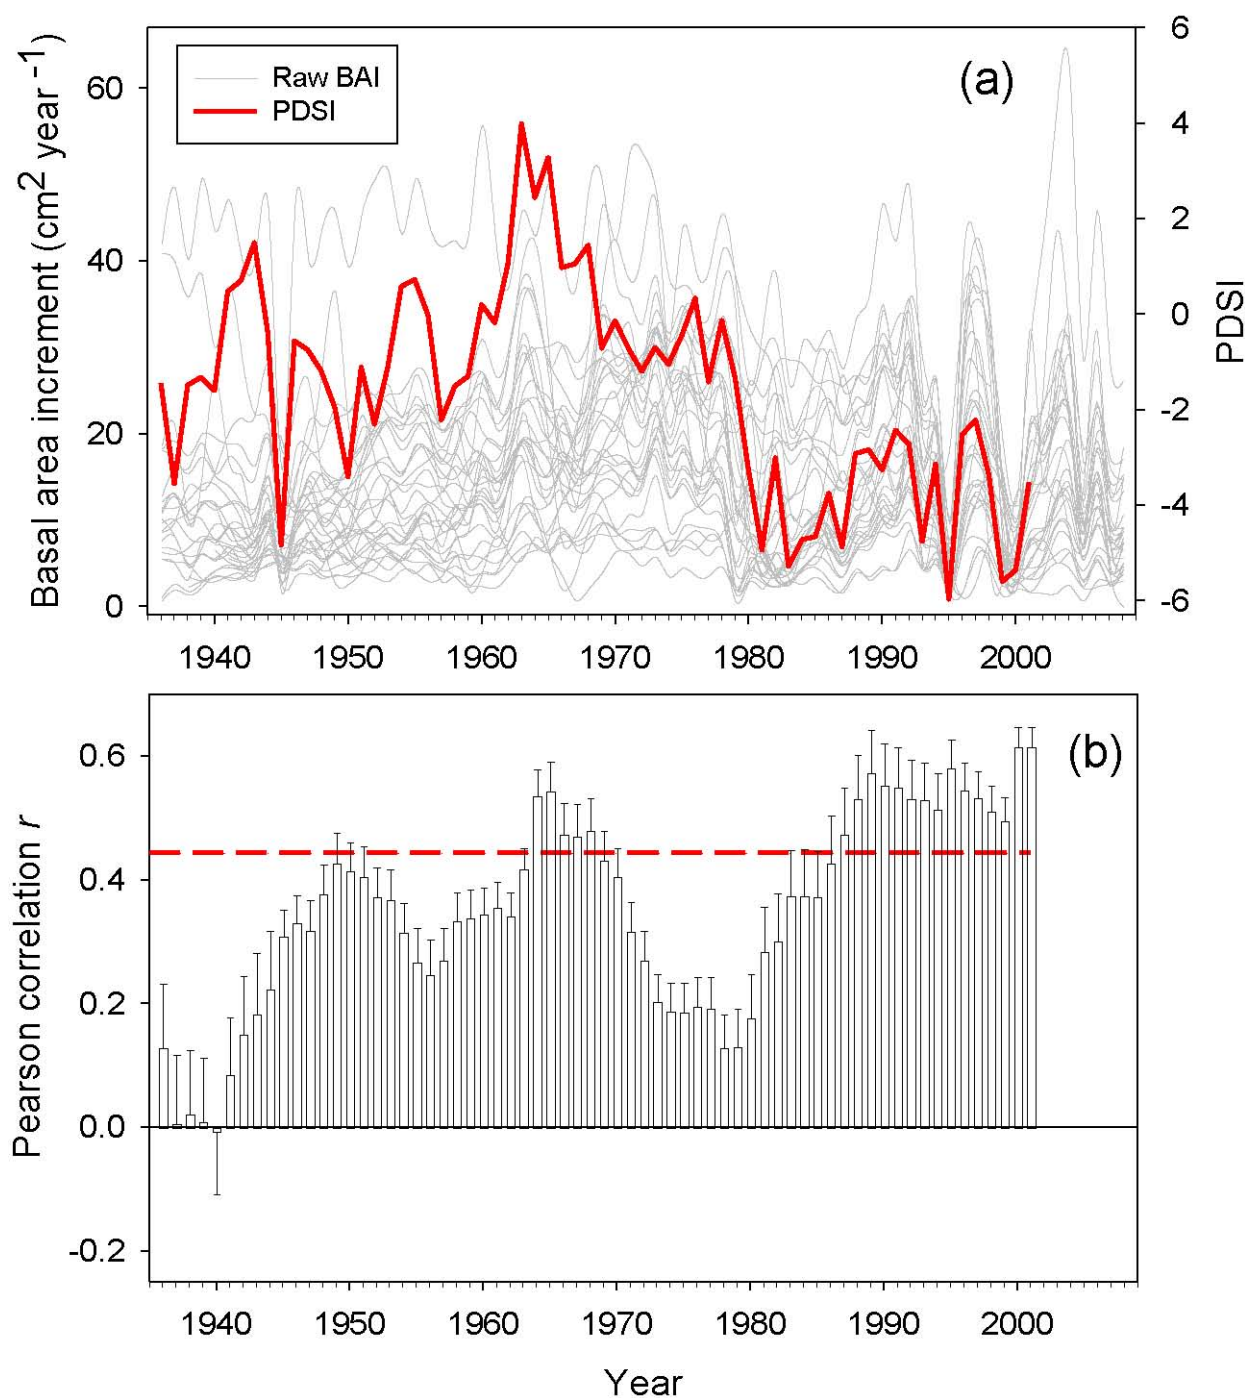 Raw BAI
PDSI
(a)
Basal area increment (cm² year⁻¹)
60
40
20
0
6
4
2
0
-2
-4
-6
PDSI
1940 1950 1960 1970 1980 1990 2000
(b)
Pearson correlation r
0.6
0.4
0.2
0.0
-0.2
1940 1950 1960 1970 1980 1990 2000
Year